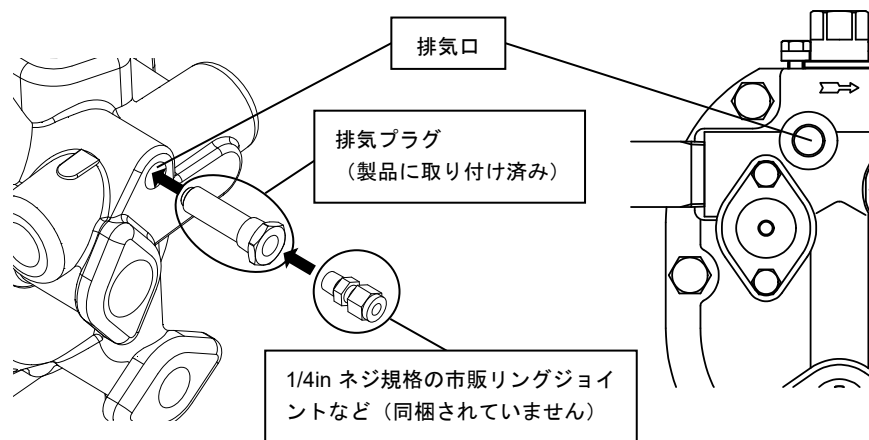 排気口
排気プラグ
（製品に取り付け済み）
1/4in ネジ規格の市販リングジョイ
ントなど（同梱されていません）